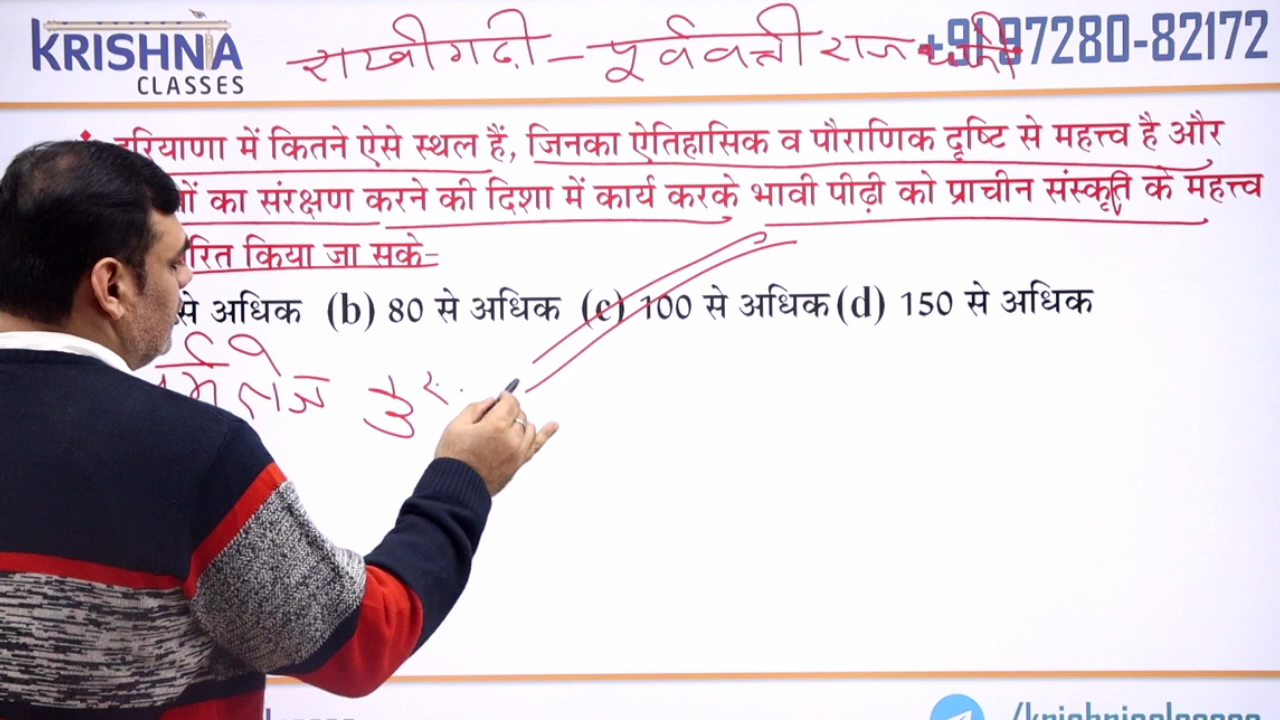 KRISHNA
CLASSES
राखीगढ़ी – पूर्ववर्ती राजधानी
+91 97280-82172
हरियाणा में कितने ऐसे स्थल हैं, जिनका ऐतिहासिक व पौराणिक दृष्टि से महत्त्व है और
का संरक्षण करने की दिशा में कार्य करके भावी पीढ़ी को प्राचीन संस्कृति के महत्त्व
किया जा सके-
से अधिक (b) 80 से अधिक (c) 100 से अधिक (d) 150 से अधिक